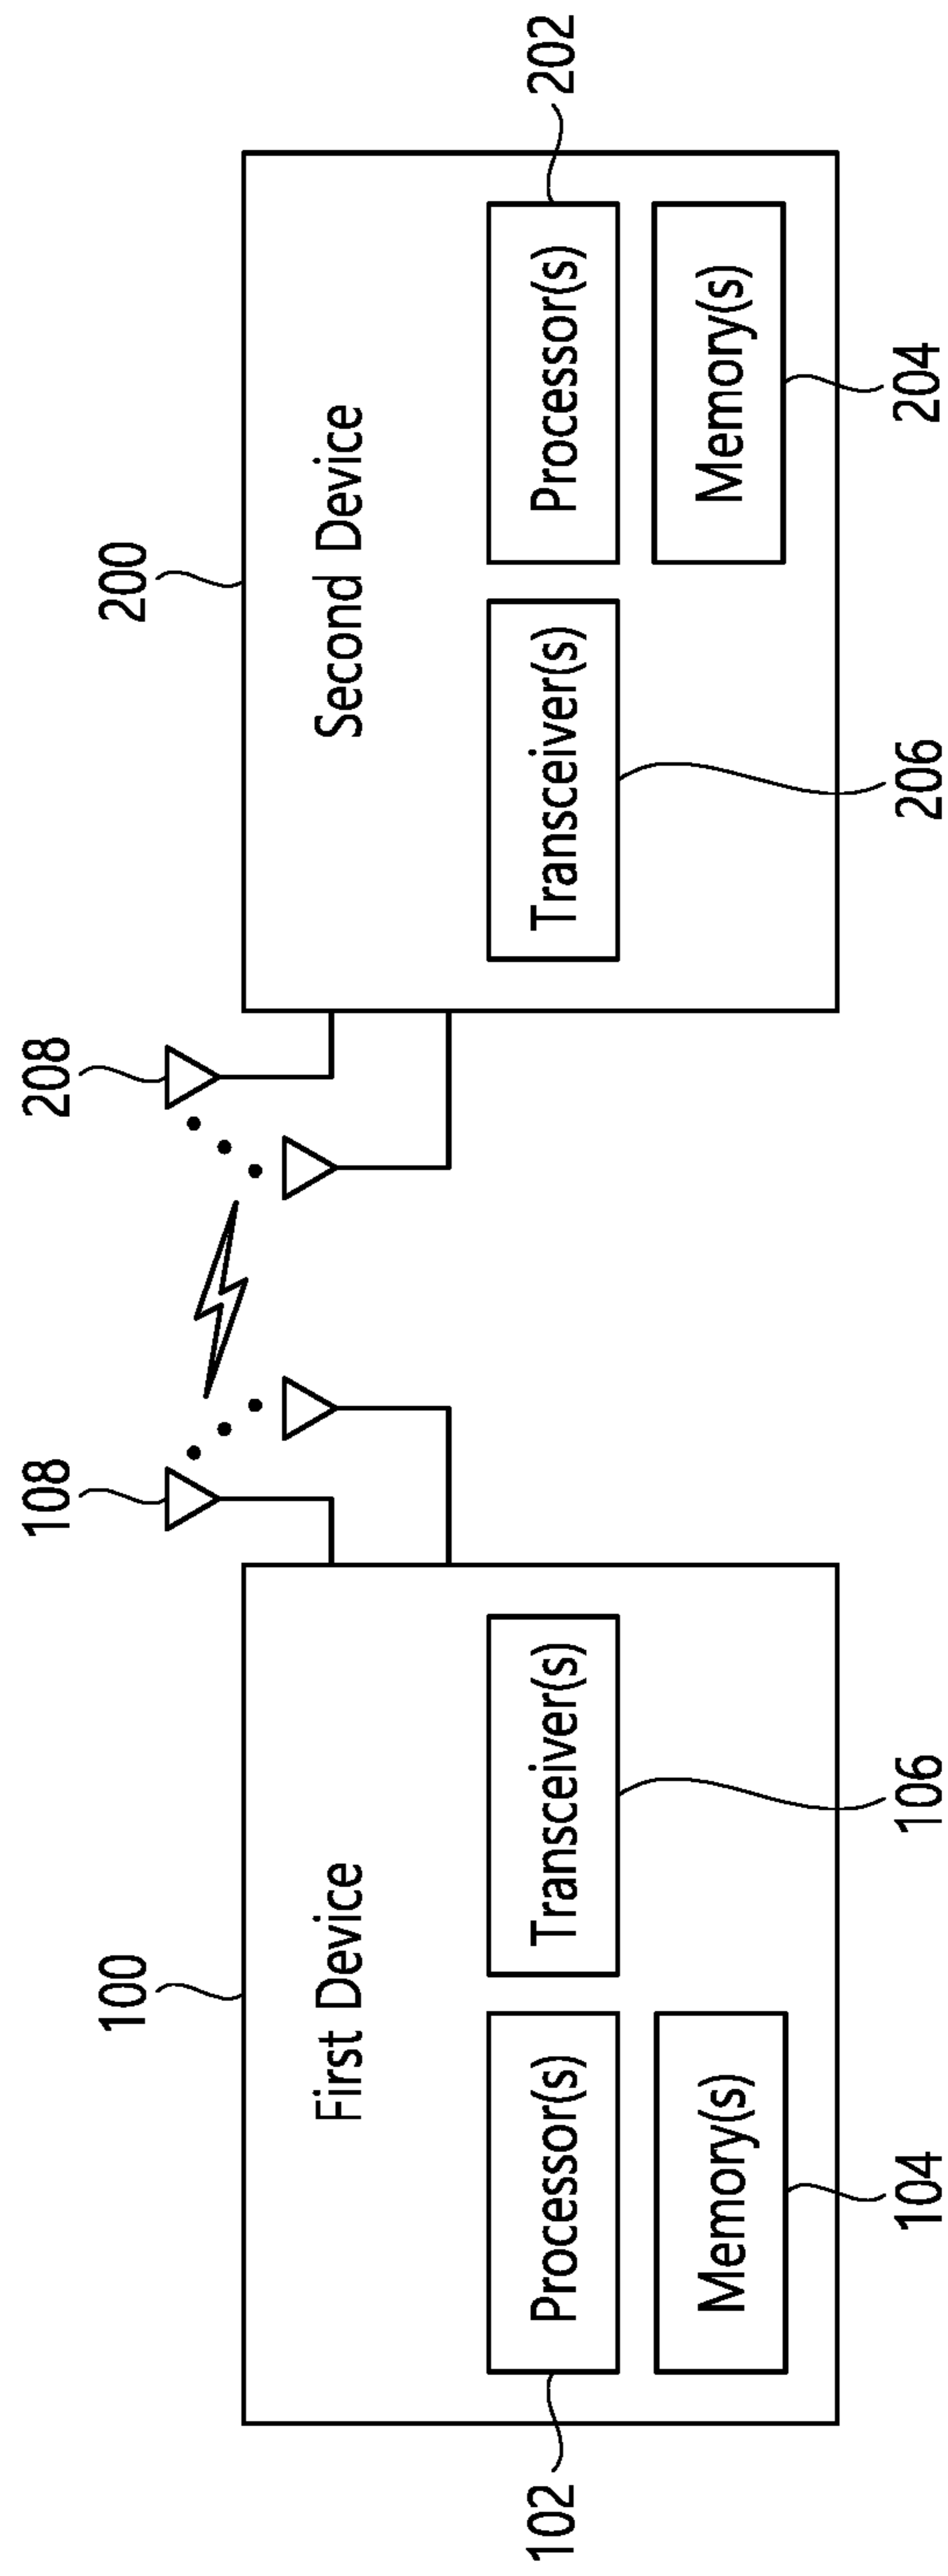 108
208
100
200
First Device
Second Device
102
Processor(s)
Transceiver(s)
Transceiver(s)
Processor(s)
202
Memory(s)
Memory(s)
104
106
206
204